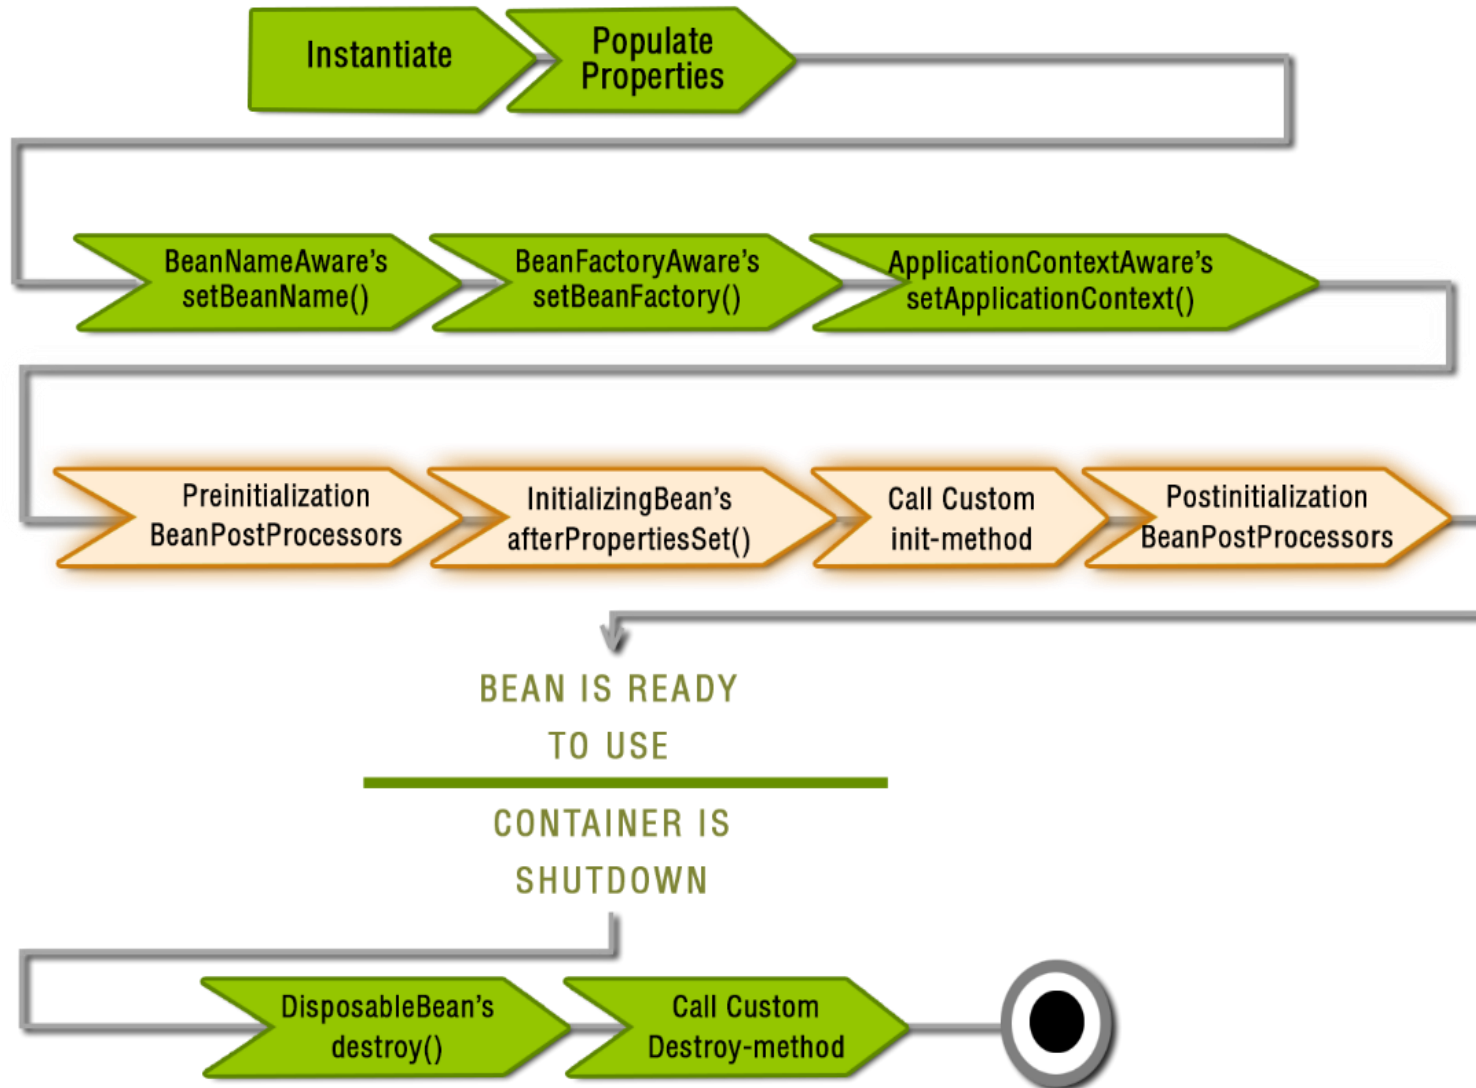 Instantiate
Populate
Properties
BeanNameAware's
setBeanName()
BeanFactoryAware's
setBeanFactory()
ApplicationContextAware's
setApplicationContext()
Preinitialization
BeanPostProcessors
InitializingBean's
afterPropertiesSet()
Call Custom
init-method
Postinitialization
BeanPostProcessors
BEAN IS READY
TO USE
CONTAINER IS
SHUTDOWN
DisposableBean's
destroy()
Call Custom
Destroy-method